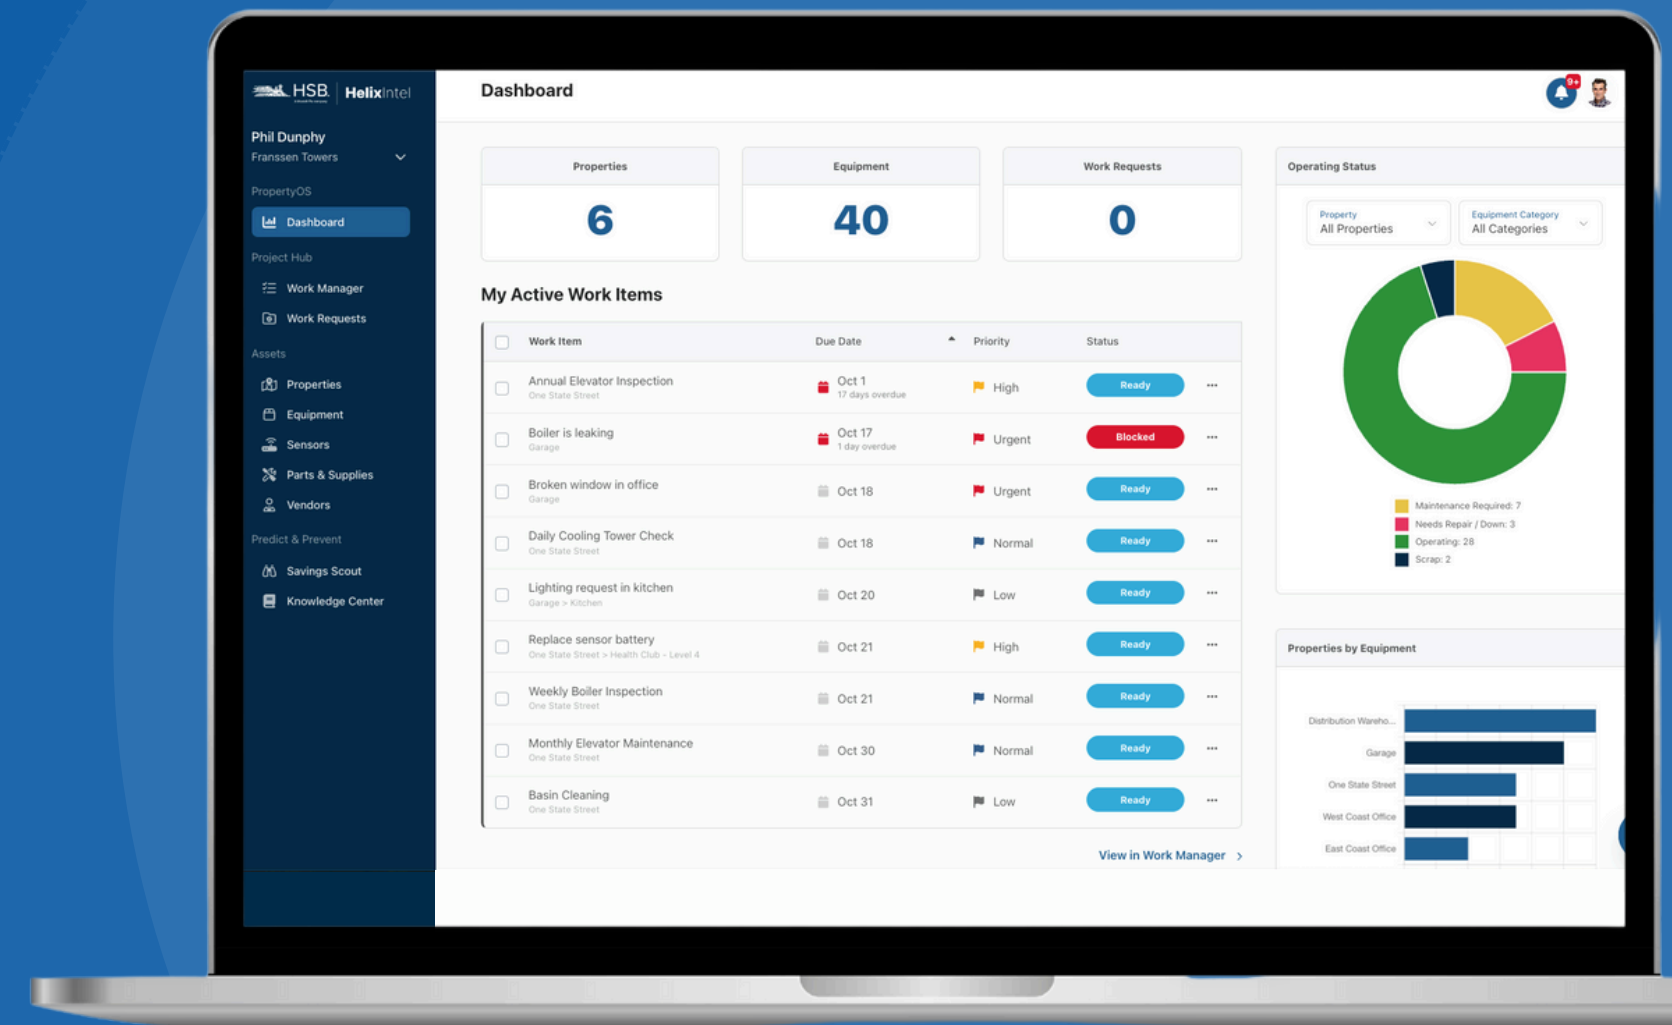 HSB.
HelixIntel
Phil Dunphy
Franssen Towers
PropertyOS
Dashboard
Project Hub
Work Manager
Work Requests
Assets
Properties
Equipment
Sensors
Parts & Supplies
Vendors
Predict & Prevent
Savings Scout
Knowledge Center
Dashboard
9+
Properties
6
Equipment
40
Work Requests
0
My Active Work Items
Work Item Due Date Priority Status
Annual Elevator Inspection Oct 1 High Ready
One State Street 17 days overdue
Boiler is leaking Oct 17 Urgent Blocked
Garage 1 day overdue
Broken window in office Oct 18 Urgent Ready
Garage
Daily Cooling Tower Check Oct 18 Normal Ready
One State Street
Lighting request in kitchen Oct 20 Low Ready
Garage > Kitchen
Replace sensor battery Oct 21 High Ready
One State Street > Health Club - Level 4
Weekly Boiler Inspection Oct 21 Normal Ready
One State Street
Monthly Elevator Maintenance Oct 30 Normal Ready
One State Street
Basin Cleaning Oct 31 Low Ready
One State Street
View in Work Manager
Operating Status
Property
All Properties
Equipment Category
All Categories
Maintenance Required: 7
Needs Repair / Down: 3
Operating: 28
Scrap: 2
Properties by Equipment
Distribution Wareho...
Garage
One State Street
West Coast Office
East Coast Office